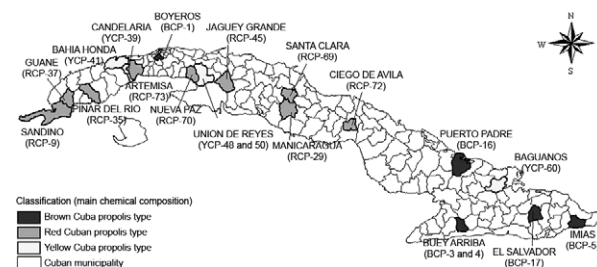 BOYEROS
(BCP-1)
CANDELARIA
(YCP-39)
JAGUEY GRANDE
(RCP-45)
BAHIA HONDA
(YCP-41)
SANTA CLARA
(RCP-69)
GUANE
(RCP-37)
CIEGO DE AVILA
(RCP-72)
ARTEMISA
(RCP-73)
NUEVA PAZ
(RCP-70)
PINAR DEL RIO
(RCP-35)
SANDINO
(RCP-9)
UNION DE REYES
(YCP-48 and 50)
MANICARAGUA
(RCP-29)
PUERTO PADRE
(BCP-16)
BAGUANOS
(YCP-60)
BUEY ARRIBA
(BCP-3 and 4)
EL SALVADOR
(BCP-17)
IMIAS
(BCP-5
N
W
E
S
Classification (main chemical composition)
Brown Cuba propolis type
Red Cuban propolis type
Yellow Cuba propolis type
Cuban municipality